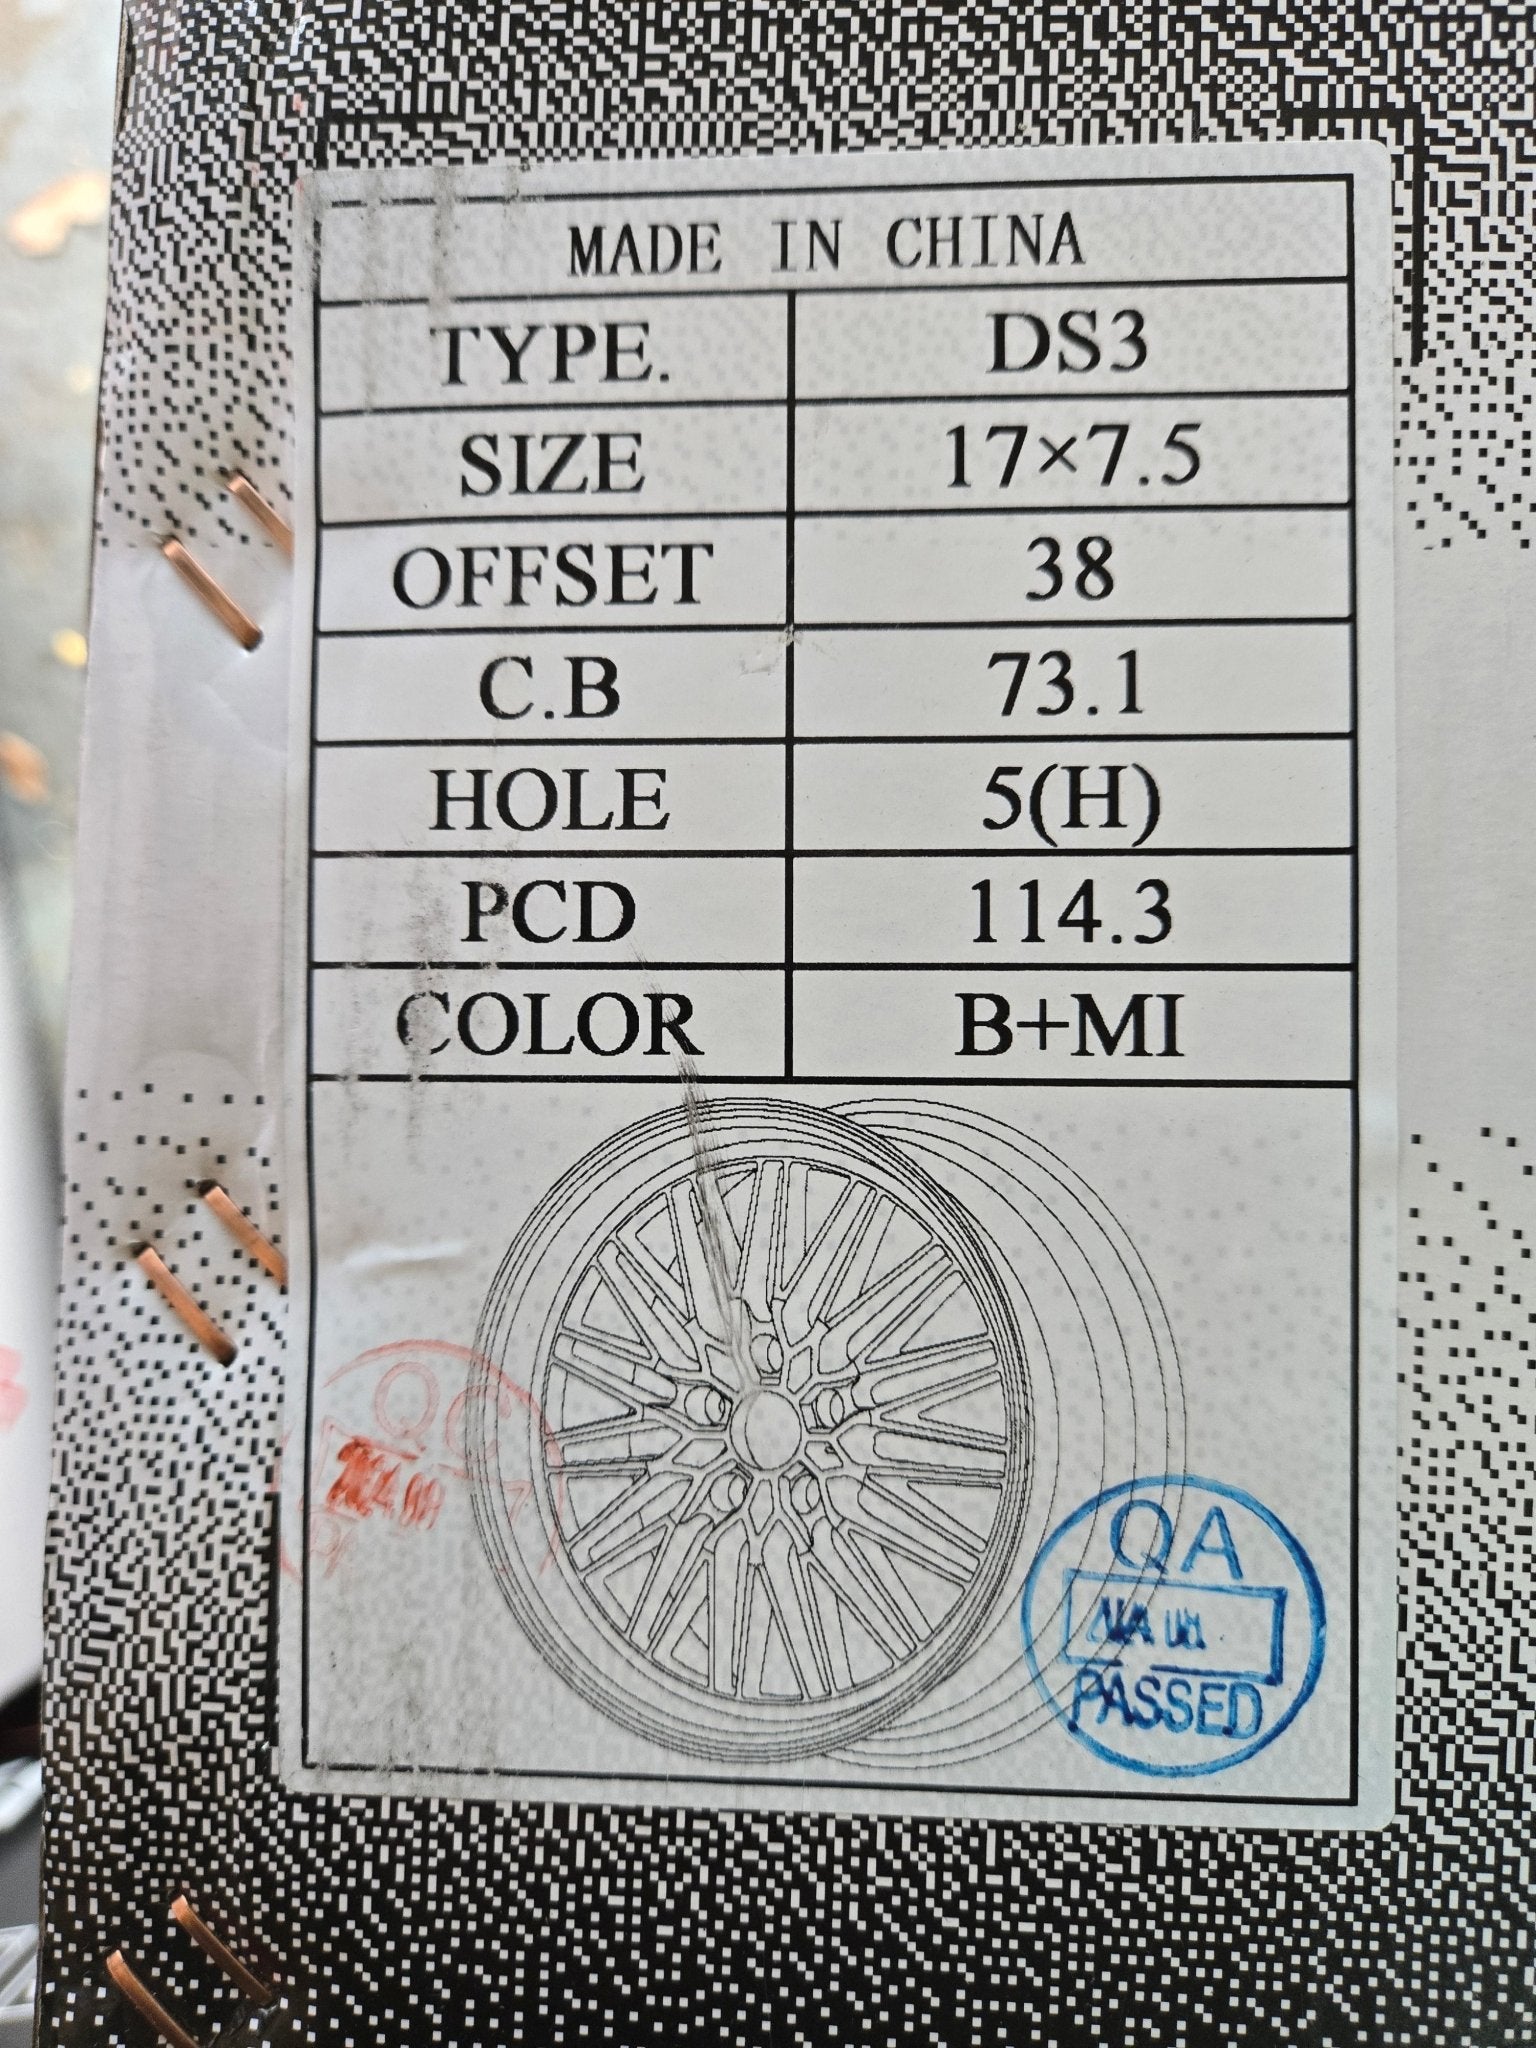 MADE IN CHINA
TYPE. DS3
SIZE 17×7.5
OFFSET 38
C.B 73.1
HOLE 5(H)
PCD 114.3
COLOR B+MI
QC
QA
PASSED